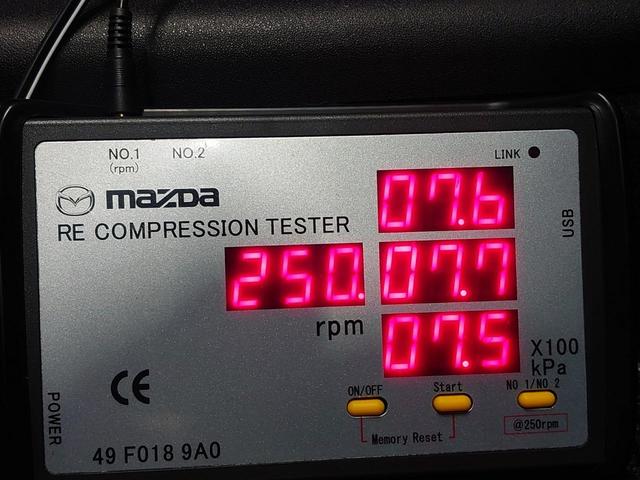 NO.1 NO.2
(rpm)
LINK
mazda
RE COMPRESSION TESTER
07.6
250. 07.7
07.5
rpm
X100
kPa
USB
ON/OFF Start NO 1/NO 2
Memory Reset
@250rpm
POWER
CE
49 F018 9A0